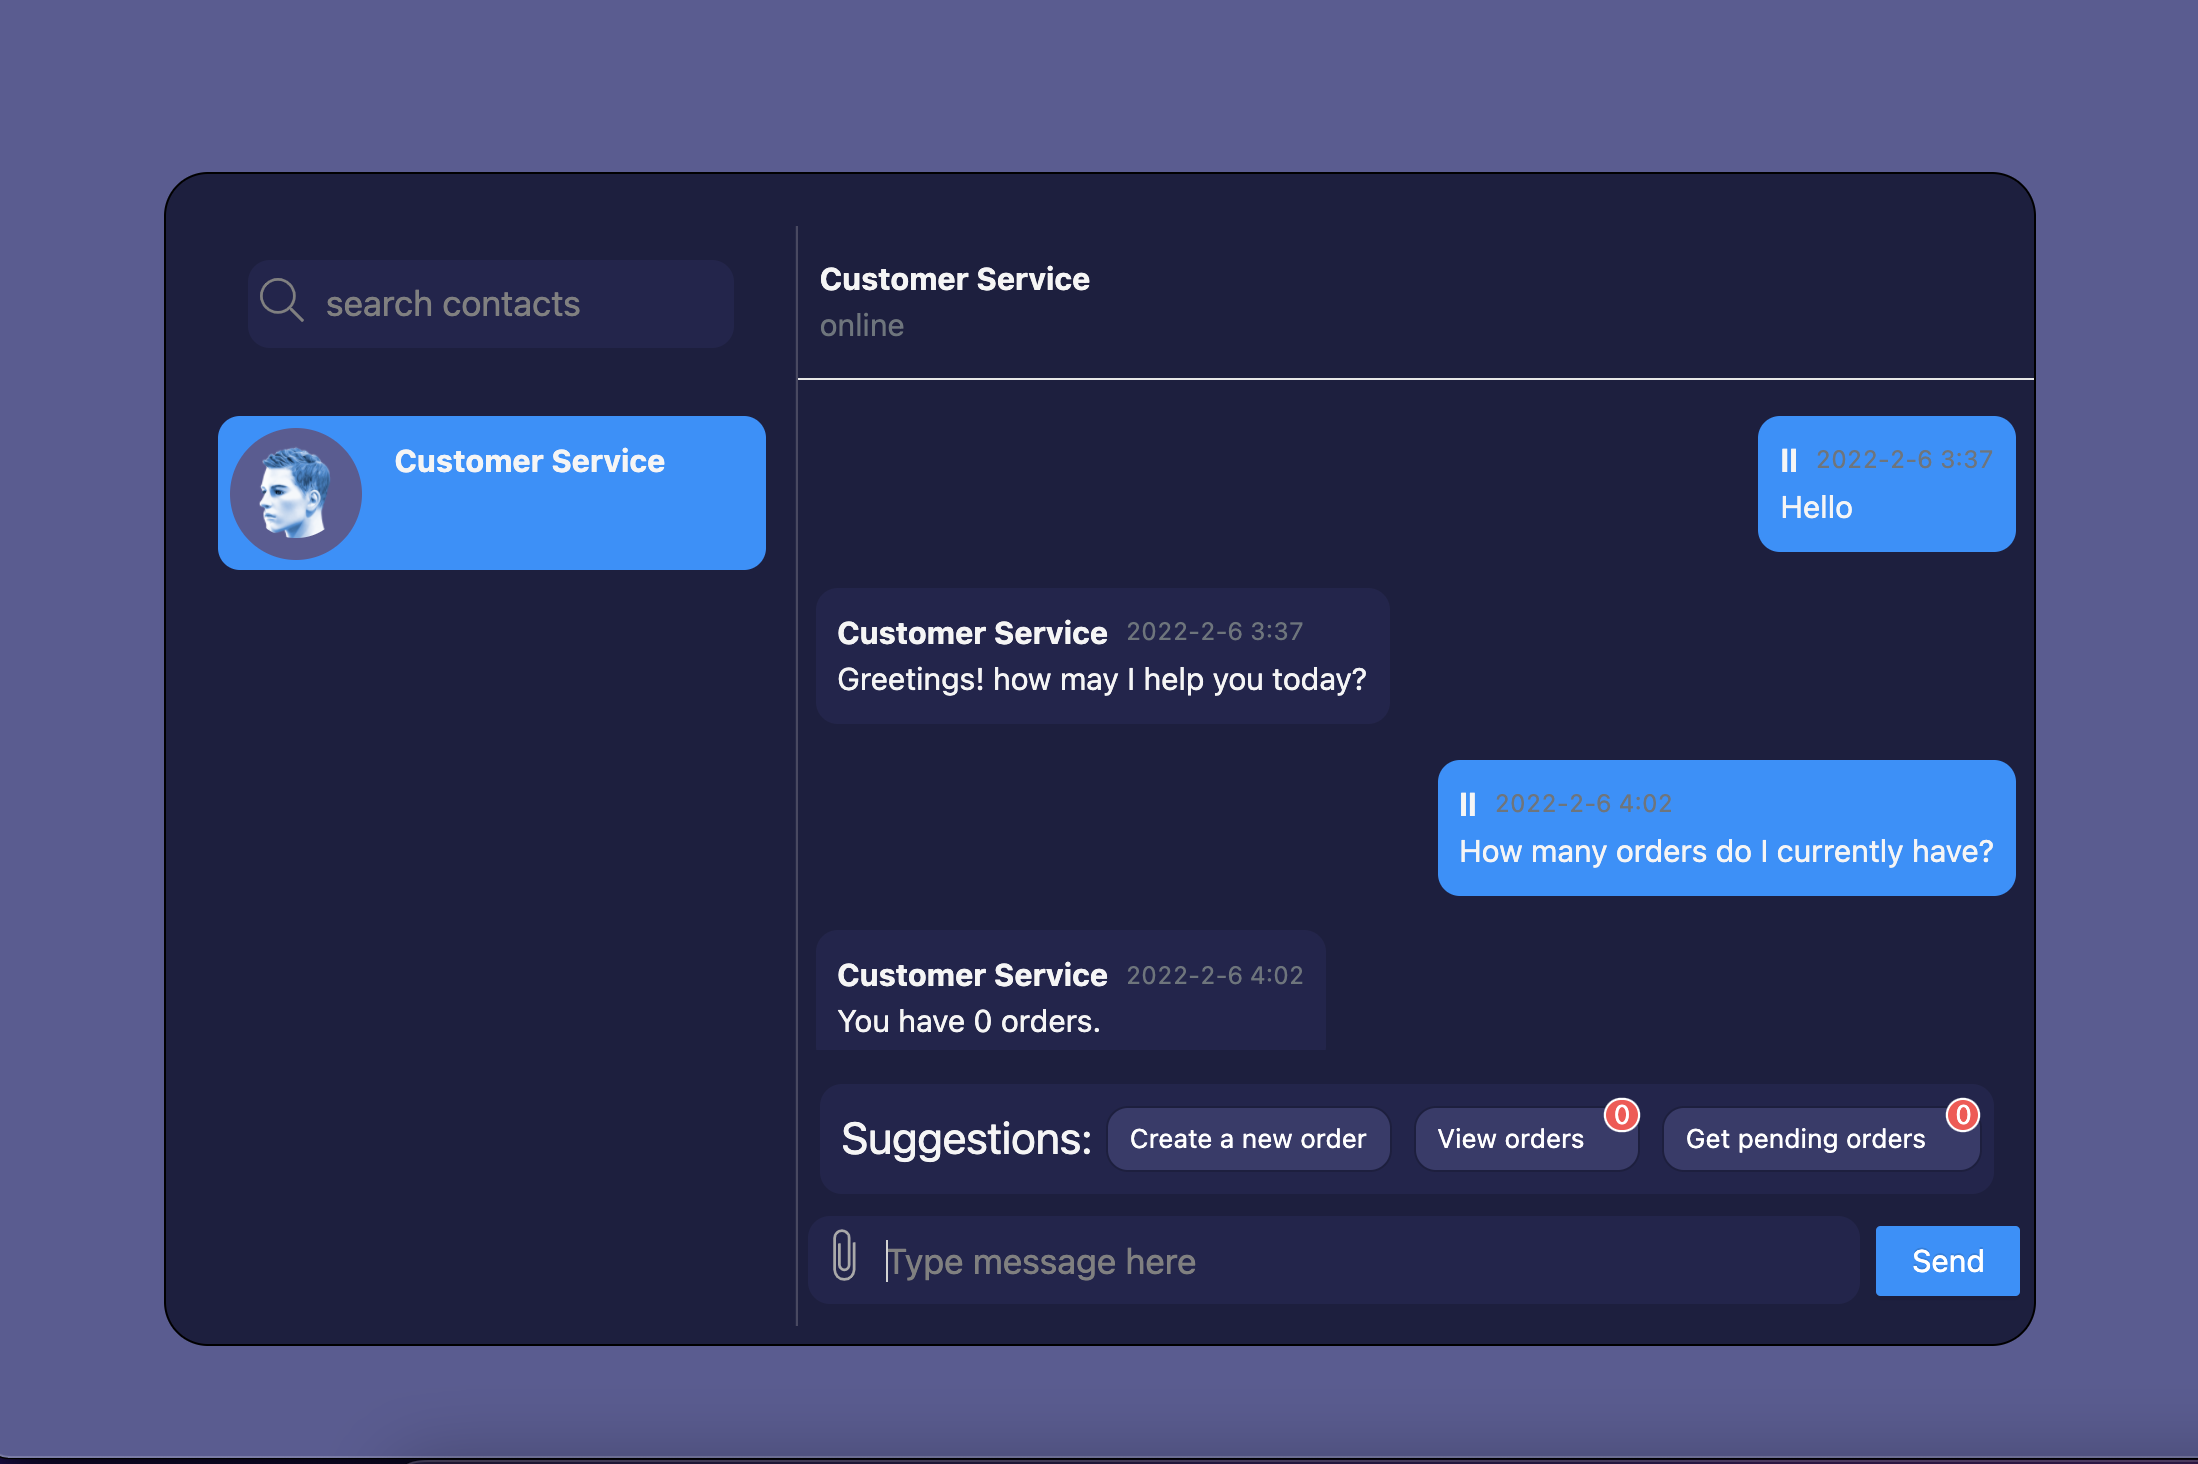 search contacts
Customer Service
Customer Service
online
ll 2022-2-6 3:37
Hello
Customer Service 2022-2-6 3:37
Greetings! how may I help you today?
ll 2022-2-6 4:02
How many orders do I currently have?
Customer Service 2022-2-6 4:02
You have 0 orders.
Suggestions: Create a new order View orders 0 Get pending orders 0
Type message here
Send